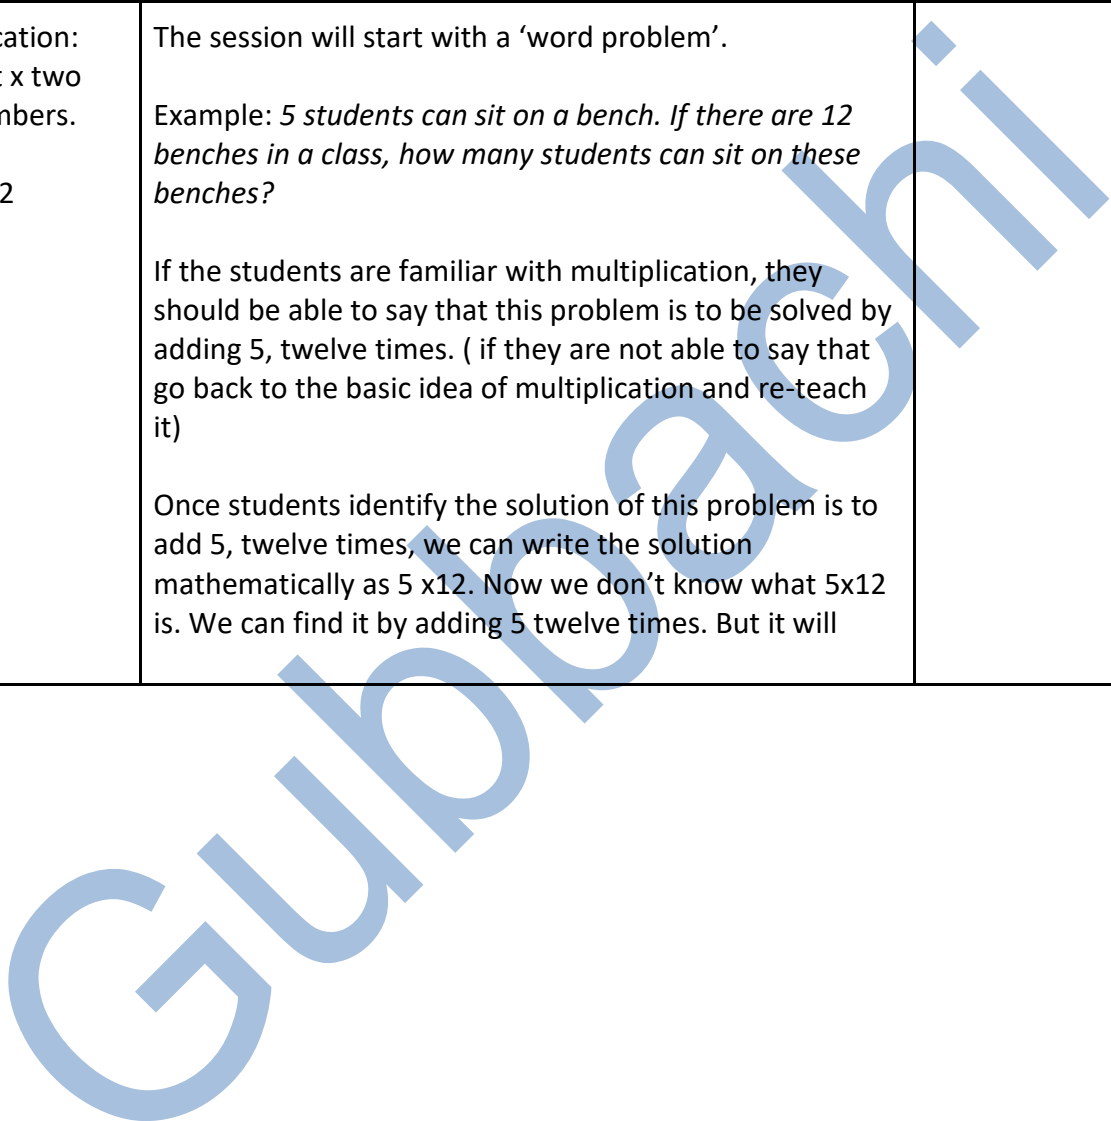 cation:
t x two
nbers.
2
The session will start with a ‘word problem’.
Example: 5 students can sit on a bench. If there are 12
benches in a class, how many students can sit on these
benches?
If the students are familiar with multiplication, they
should be able to say that this problem is to be solved by
adding 5, twelve times. ( if they are not able to say that
go back to the basic idea of multiplication and re-teach
it)
Once students identify the solution of this problem is to
add 5, twelve times, we can write the solution
mathematically as 5 x12. Now we don’t know what 5x12
is. We can find it by adding 5 twelve times. But it will
Gubbachi